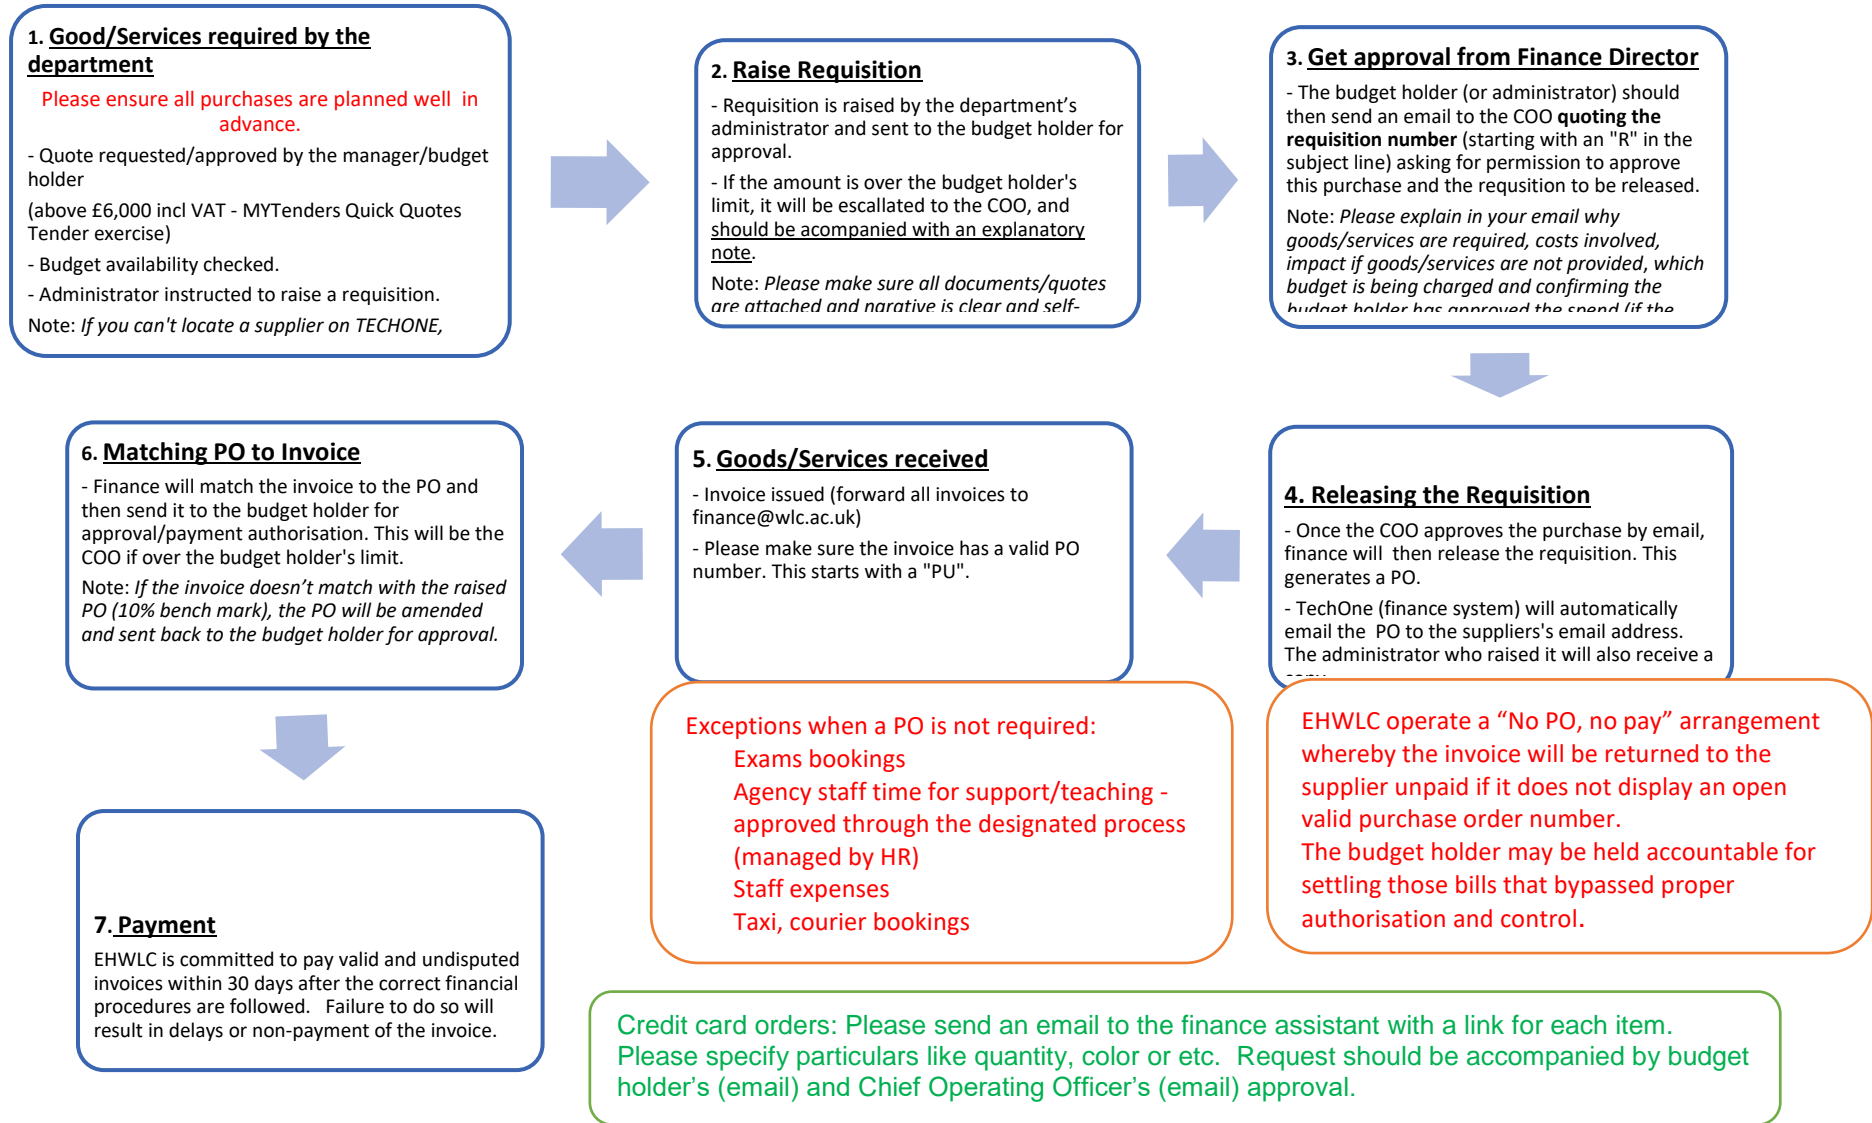 1. Good/Services required by the
department
Please ensure all purchases are planned well  in
advance.
- Quote requested/approved by the manager/budget
holder
(above £6,000 incl VAT - MYTenders Quick Quotes
Tender exercise)
- Budget availability checked.
- Administrator instructed to raise a requisition.
Note: If you can't locate a supplier on TECHONE,
2. Raise Requisition
- Requisition is raised by the department's
administrator and sent to the budget holder for
approval.
- If the amount is over the budget holder's
limit, it will be escallated to the COO, and
should be acompanied with an explanatory
note.
Note: Please make sure all documents/quotes
are attached and narative is clear and self-
3. Get approval from Finance Director
- The budget holder (or administrator) should
then send an email to the COO quoting the
requisition number (starting with an "R" in the
subject line) asking for permission to approve
this purchase and the requsition to be released.
Note: Please explain in your email why
goods/services are required, costs involved,
impact if goods/services are not provided, which
budget is being charged and confirming the
budget holder has approved the spend (if the
4. Releasing the Requisition
- Once the COO approves the purchase by email,
finance will  then release the requisition. This
generates a PO.
- TechOne (finance system) will automatically
email the  PO to the suppliers's email address.
The administrator who raised it will also receive a
5. Goods/Services received
- Invoice issued (forward all invoices to
finance@wlc.ac.uk)
- Please make sure the invoice has a valid PO
number. This starts with a "PU".
6. Matching PO to Invoice
- Finance will match the invoice to the PO and
then send it to the budget holder for
approval/payment authorisation. This will be the
COO if over the budget holder's limit.
Note: If the invoice doesn’t match with the raised
PO (10% bench mark), the PO will be amended
and sent back to the budget holder for approval.
7. Payment
EHWLC is committed to pay valid and undisputed
invoices within 30 days after the correct financial
procedures are followed.   Failure to do so will
result in delays or non-payment of the invoice.
Exceptions when a PO is not required:
Exams bookings
Agency staff time for support/teaching -
approved through the designated process
(managed by HR)
Staff expenses
Taxi, courier bookings
EHWLC operate a “No PO, no pay” arrangement
whereby the invoice will be returned to the
supplier unpaid if it does not display an open
valid purchase order number.
The budget holder may be held accountable for
settling those bills that bypassed proper
authorisation and control.
Credit card orders: Please send an email to the finance assistant with a link for each item.
Please specify particulars like quantity, color or etc.  Request should be accompanied by budget
holder’s (email) and Chief Operating Officer’s (email) approval.